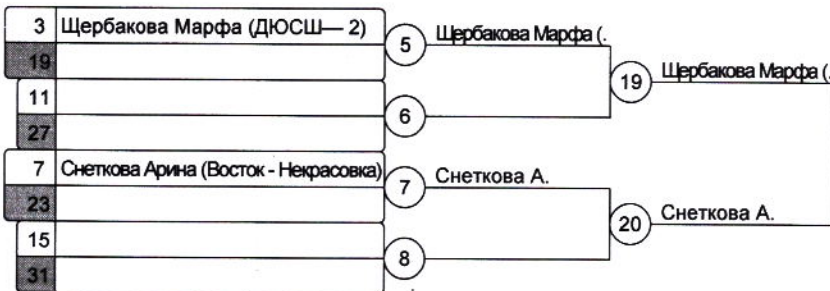 3 Щербакова Марфа (ДЮСШ— 2)
5 Щербакова Марфа (.
19
19 Щербакова Марфа (.
11
6
27
7 Снеткова Арина (Восток - Некрасовка)
7 Снеткова А.
23
20 Снеткова А.
15
8
31